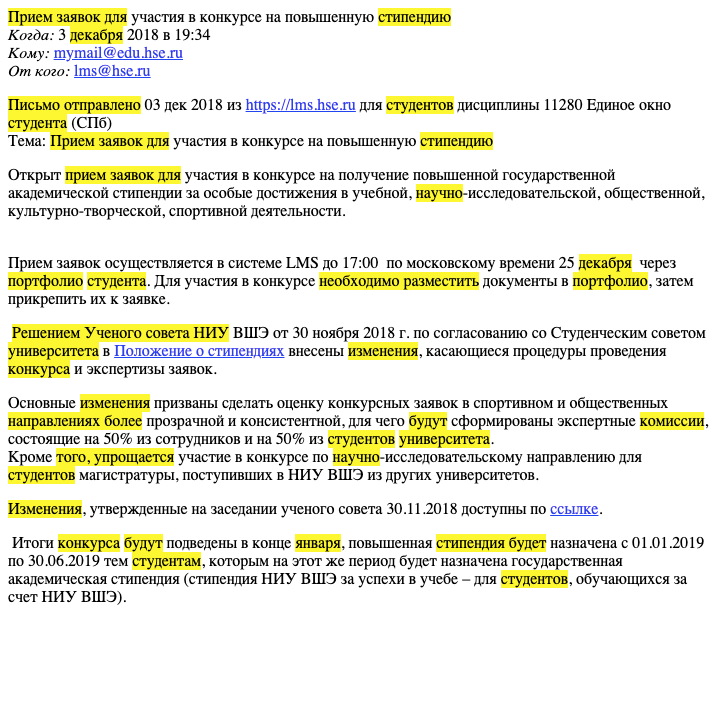 Прием заявок для участия в конкурсе на повышенную стипендию
Когда: 3 декабря 2018 в 19:34
Кому: mymail@edu.hse.ru
От кого: lms@hse.ru
Письмо отправлено 03 дек 2018 из https://lms.hse.ru для студентов дисциплины 11280 Единое окно
студента (СПб)
Тема: Прием заявок для участия в конкурсе на повышенную стипендию
Открыт прием заявок для участия в конкурсе на получение повышенной государственной
академической стипендии за особые достижения в учебной, научно-исследовательской, общественной,
культурно-творческой, спортивной деятельности.
Прием заявок осуществляется в системе LMS до 17:00 по московскому времени 25 декабря через
портфолио студента. Для участия в конкурсе необходимо разместить документы в портфолио, затем
прикрепить их к заявке.
Решением Ученого совета НИУ ВШЭ от 30 ноября 2018 г. по согласованию со Студенческим советом
университета в Положение о стипендиях внесены изменения, касающиеся процедуры проведения
конкурса и экспертизы заявок.
Основные изменения призваны сделать оценку конкурсных заявок в спортивном и общественных
направлениях более прозрачной и консистентной, для чего будут сформированы экспертные комиссии,
состоящие на 50% из сотрудников и на 50% из студентов университета.
Кроме того, упрощается участие в конкурсе по научно-исследовательскому направлению для
студентов магистратуры, поступивших в НИУ ВШЭ из других университетов.
Изменения, утвержденные на заседании ученого совета 30.11.2018 доступны по ссылке.
Итоги конкурса будут подведены в конце января, повышенная стипендия будет назначена с 01.01.2019
по 30.06.2019 тем студентам, которым на этот же период будет назначена государственная
академическая стипендия (стипендия НИУ ВШЭ за успехи в учебе – для студентов, обучающихся за
счет НИУ ВШЭ).